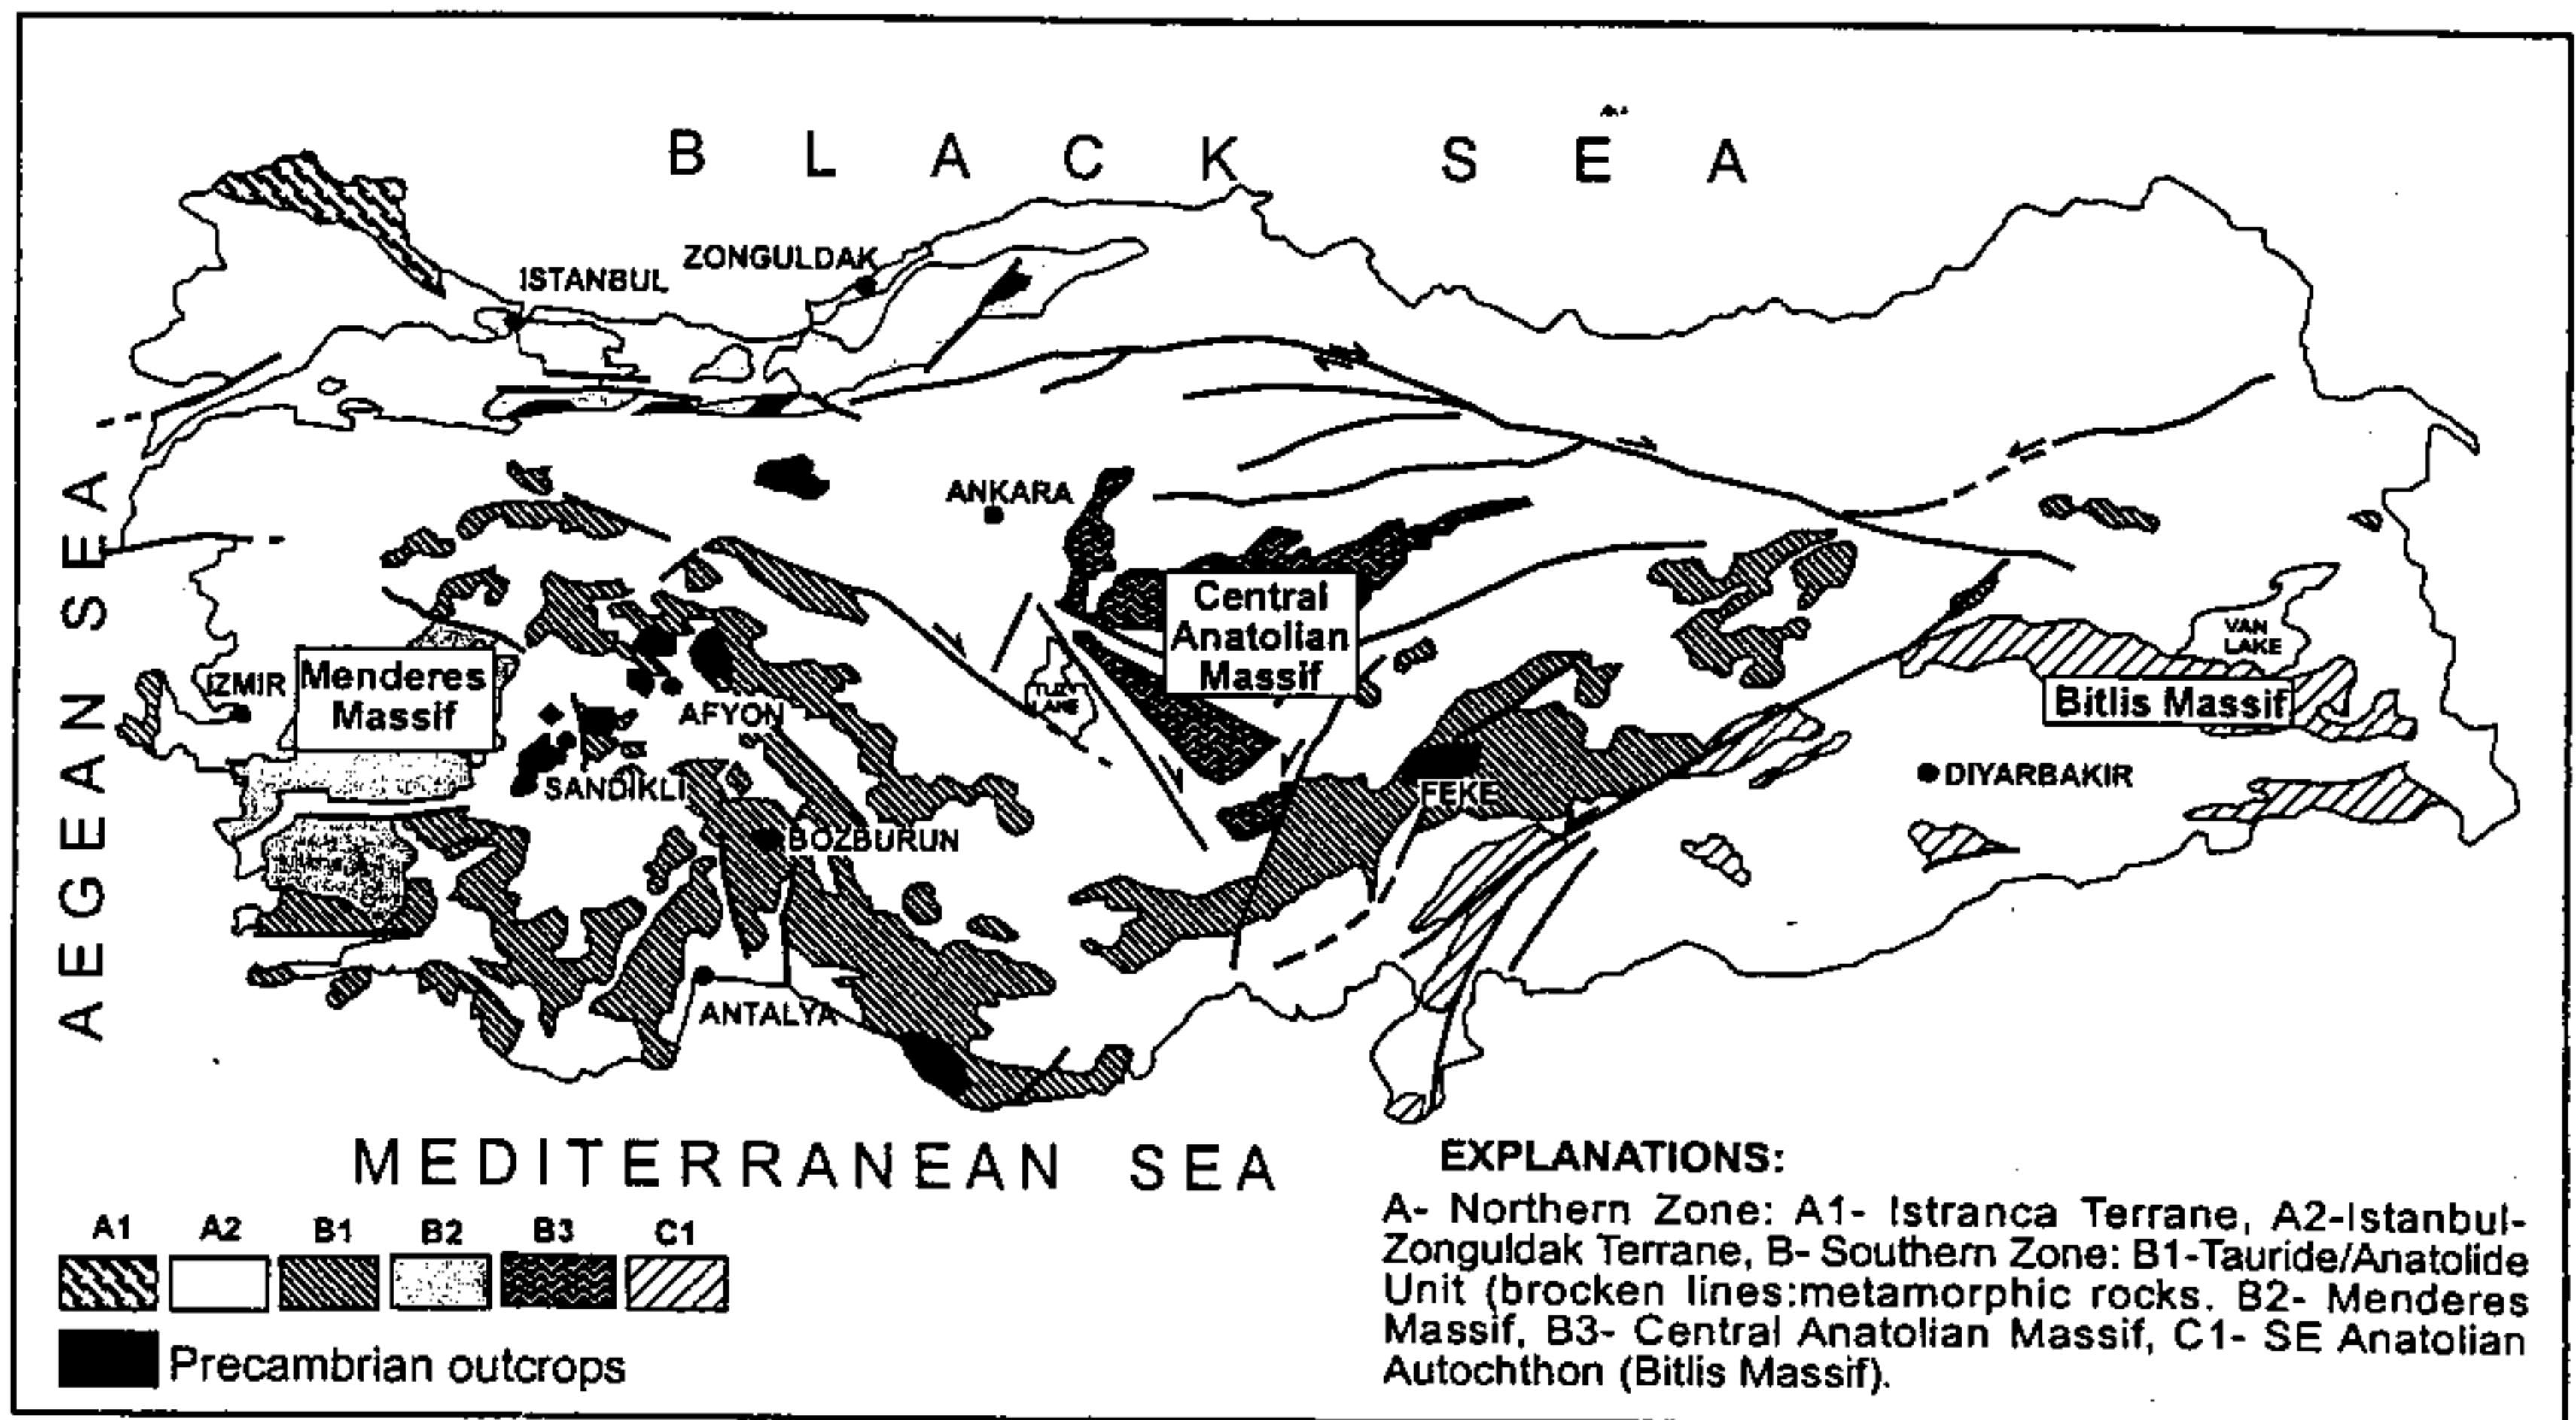 BLACK SEA
ZONGULDAK
ISTANBUL
ANKARA
AEGEAN SEA
Central
Anatolian
Massif
VAN
LAKE
Menderes
Massif
IZMIR
TUZ
LAKE
AFYON
Bitlis Massif
DIYARBAKIR
SANDIKLI
FEKE
BOZBURUN
ANTALYA
MEDITERRANEAN SEA
A1 A2 B1 B2 B3 C1
Precambrian outcrops
EXPLANATIONS:
A- Northern Zone: A1- Istranca Terrane, A2-Istanbul-
Zonguldak Terrane, B- Southern Zone: B1-Tauride/Anatolide
Unit (brocken lines:metamorphic rocks. B2- Menderes
Massif, B3- Central Anatolian Massif, C1- SE Anatolian
Autochthon (Bitlis Massif).